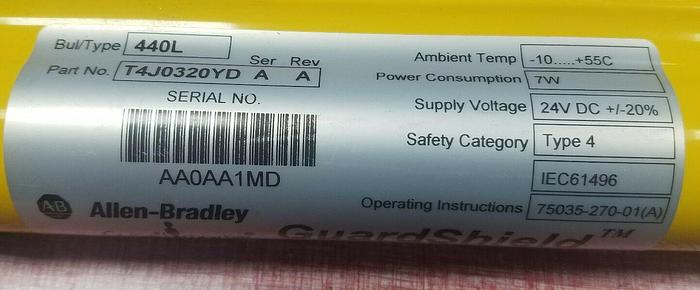 Bul/Type 440L
Ser Rev
Part No. T4J0320YD A A
SERIAL NO.
AA0AA1MD
AB Allen-Bradley
Ambient Temp -10.....+55C
Power Consumption 7W
Supply Voltage 24V DC +/-20%
Safety Category Type 4
IEC61496
Operating Instructions 75035-270-01(A)
GuardShield™